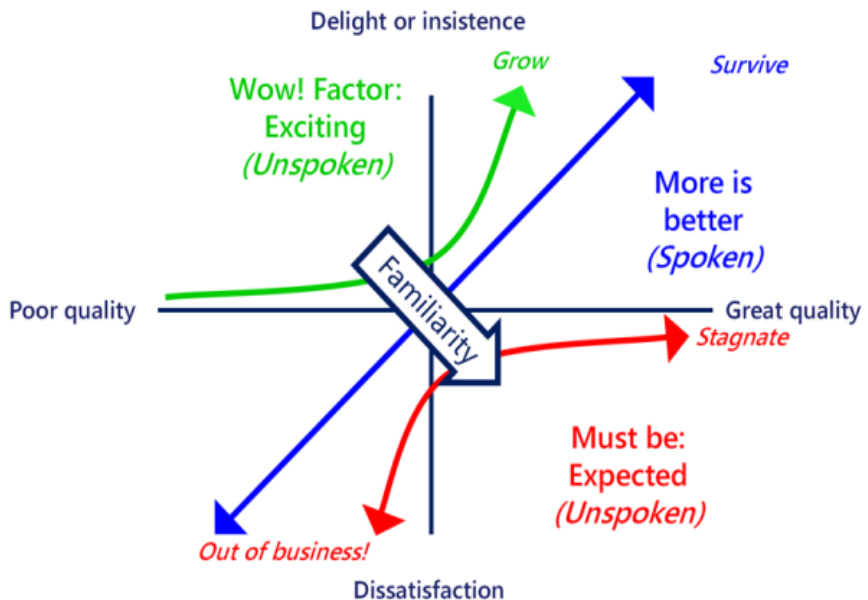 Delight or insistence
Grow
Survive
Wow! Factor:
Exciting
(Unspoken)
More is
better
(Spoken)
Familiarity
Poor quality
Great quality
Stagnate
Must be:
Expected
(Unspoken)
Out of business!
Dissatisfaction